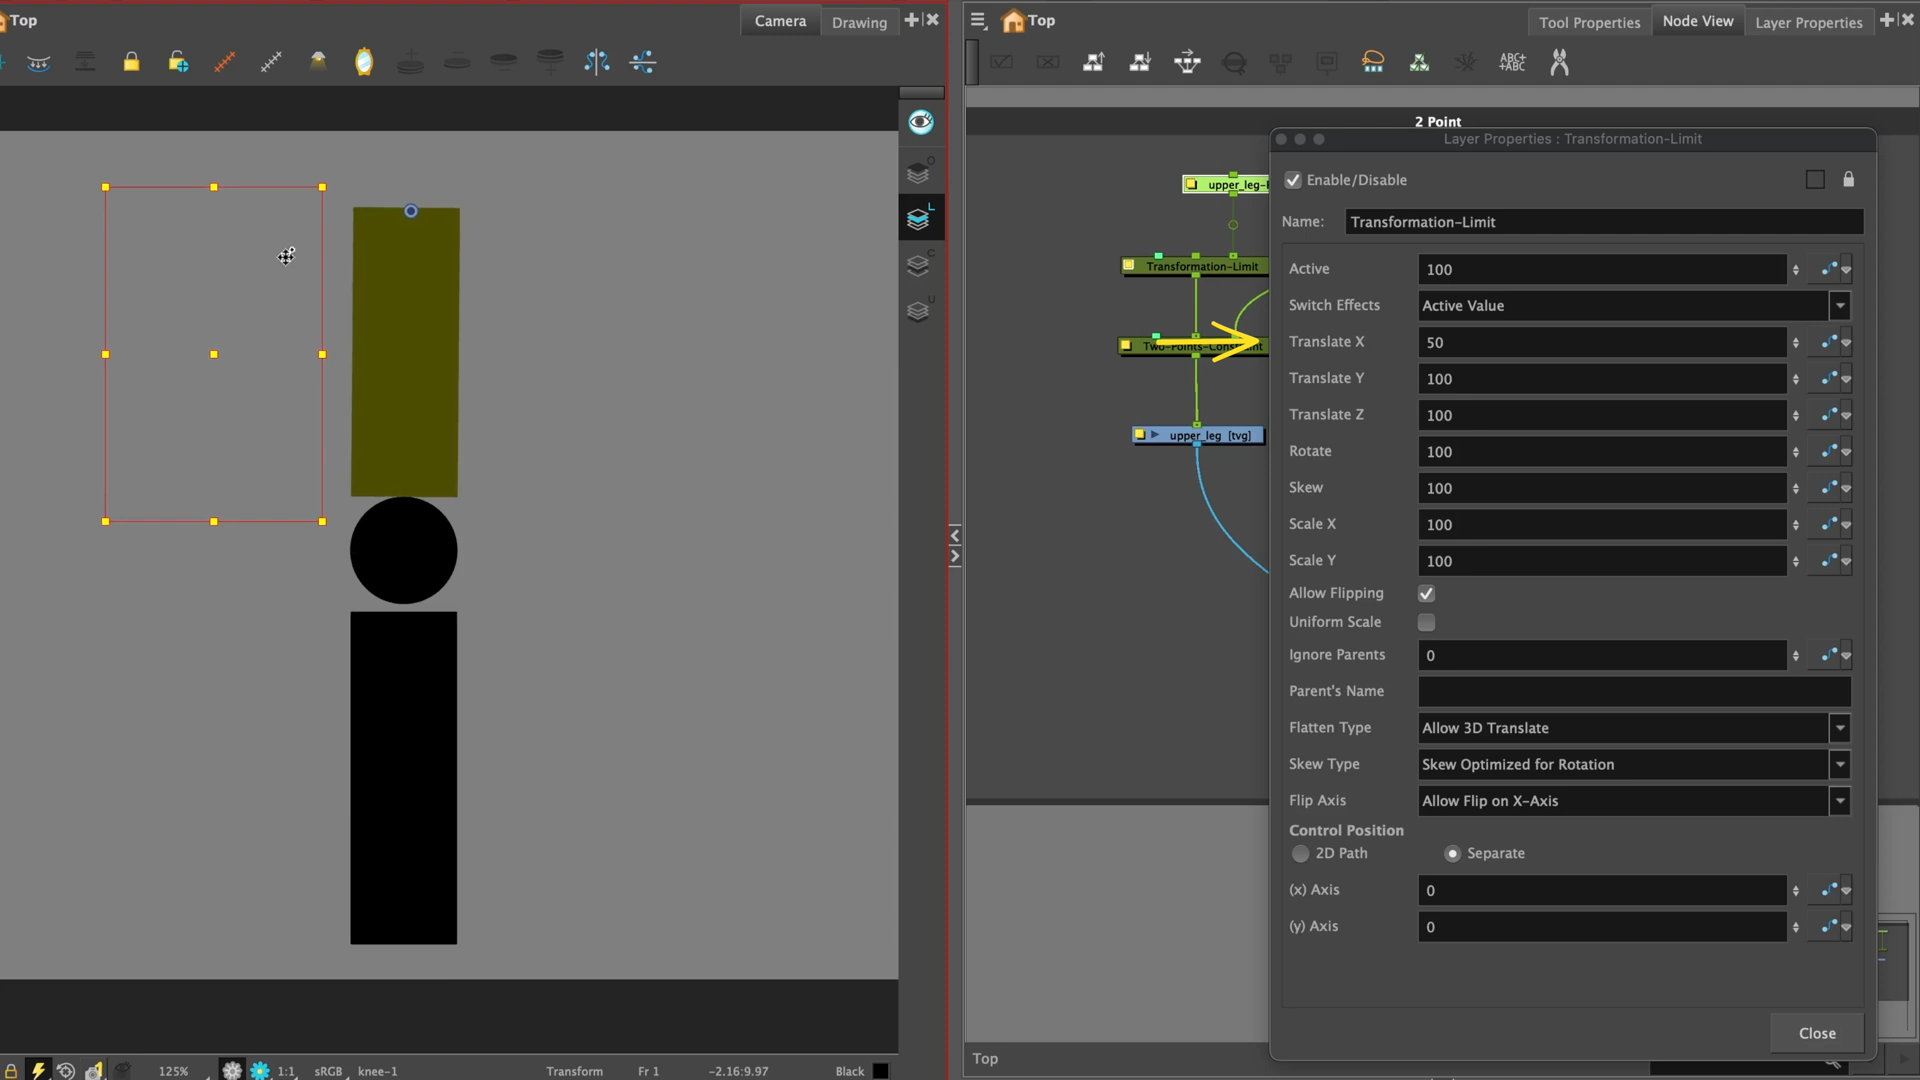 Top
Camera
Drawing
Top
Tool Properties
Node View
Layer Properties
ABC+
ABC
O
L
C
U
2 Point
Layer Properties : Transformation-Limit
Enable/Disable
Name:
Transformation-Limit
upper_leg-
Transformation-Limit
upper_leg [tvg]
Active
100
Switch Effects
Active Value
Translate X
50
Translate Y
100
Translate Z
100
Rotate
100
Skew
100
Scale X
100
Scale Y
100
Allow Flipping
Uniform Scale
Ignore Parents
0
Parent's Name
Flatten Type
Allow 3D Translate
Skew Type
Skew Optimized for Rotation
Flip Axis
Allow Flip on X-Axis
Control Position
2D Path
Separate
(x) Axis
0
(y) Axis
0
Close
Top
125%
1:1
sRGB
knee-1
Transform
Fr 1
-2.16:9.97
Black